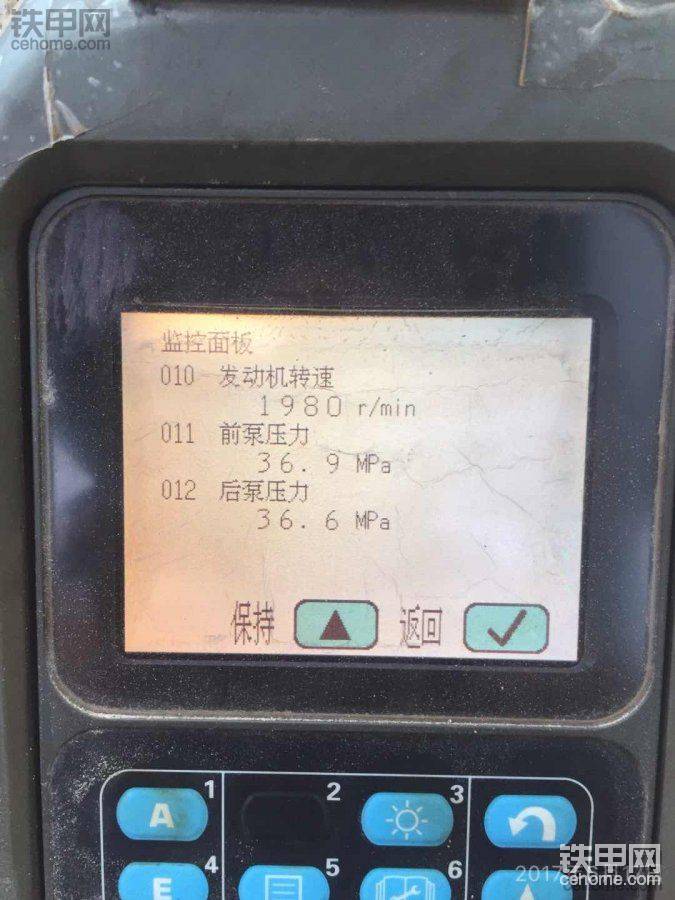 铁甲网
cehome.com
监控面板
010 发动机转速
1980 r/min
011 前泵压力
36.9 MPa
012 后泵压力
36.6 MPa
保持 ▲ 返回 ✓
1 2 3
A
4 5 6
E
铁甲网
cehome.com